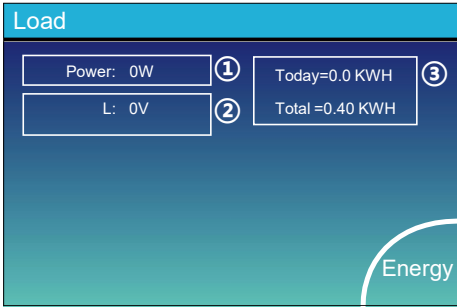 Load
Power: 0W ①
L: 0V ②
Today=0.0 KWH ③
Total =0.40 KWH
Energy